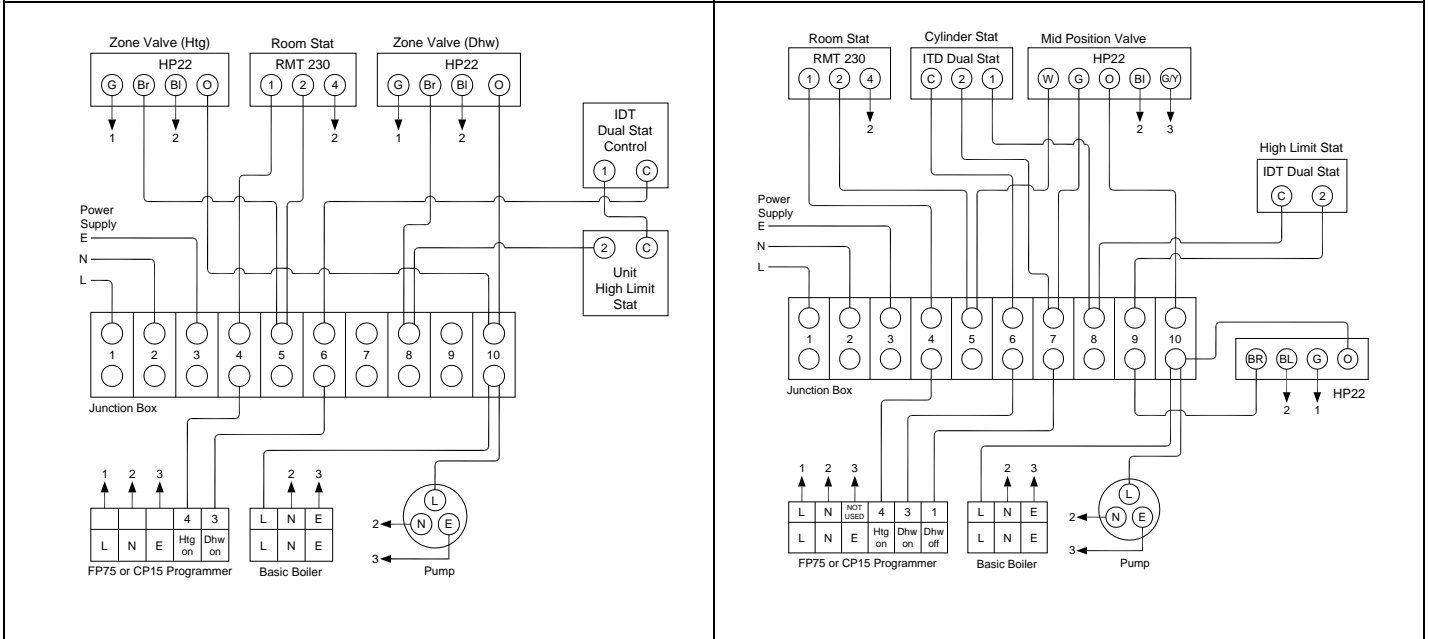 Zone Valve (Htg)
HP22
G Br Bl O
1 2
Room Stat
RMT 230
1 2 4
2
Zone Valve (Dhw)
HP22
G Br Bl O
1 2
IDT
Dual Stat
Control
1 C
2 C
Unit
High Limit
Stat
Power
Supply
E
N
L
1 2 3 4 5 6 7 8 9 10
Junction Box
1 2 3
4 3
L N E Htg on Dhw on
FP75 or CP15 Programmer
2 3
L N E
L N E
Basic Boiler
L
2 N E
3
Pump
Room Stat
RMT 230
1 2 4
2
Cylinder Stat
ITD Dual Stat
C 2 1
Mid Position Valve
HP22
W G O Bl G/Y
2 3
High Limit Stat
IDT Dual Stat
C 2
Power
Supply
E
N
L
1 2 3 4 5 6 7 8 9 10
Junction Box
BR BL G O
2 1
HP22
1 2 3
L N NOT USED 4 3 1
L N E Htg on Dhw on Dhw off
FP75 or CP15 Programmer
2 3
L N E
L N E
Basic Boiler
L
2 N E
3
Pump